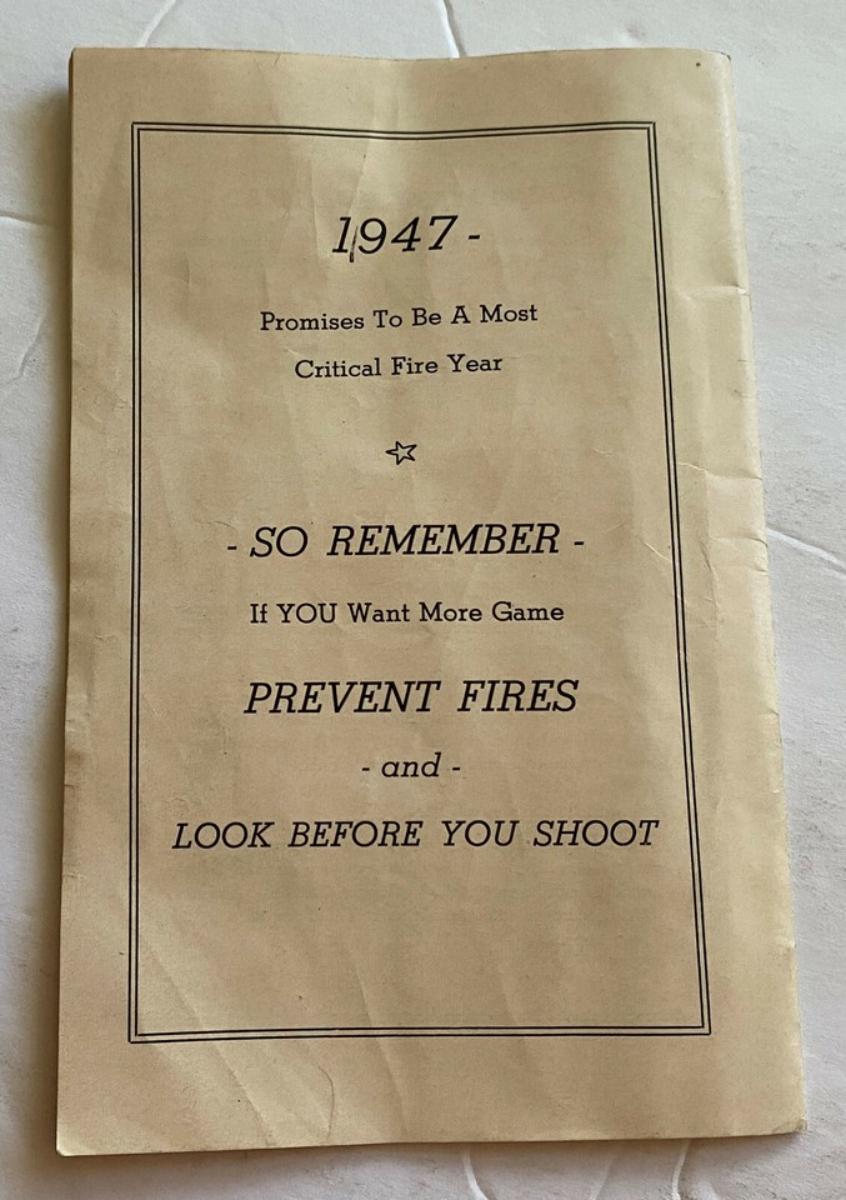 1947 -
Promises To Be A Most
Critical Fire Year
- SO REMEMBER -
If YOU Want More Game
PREVENT FIRES
- and -
LOOK BEFORE YOU SHOOT